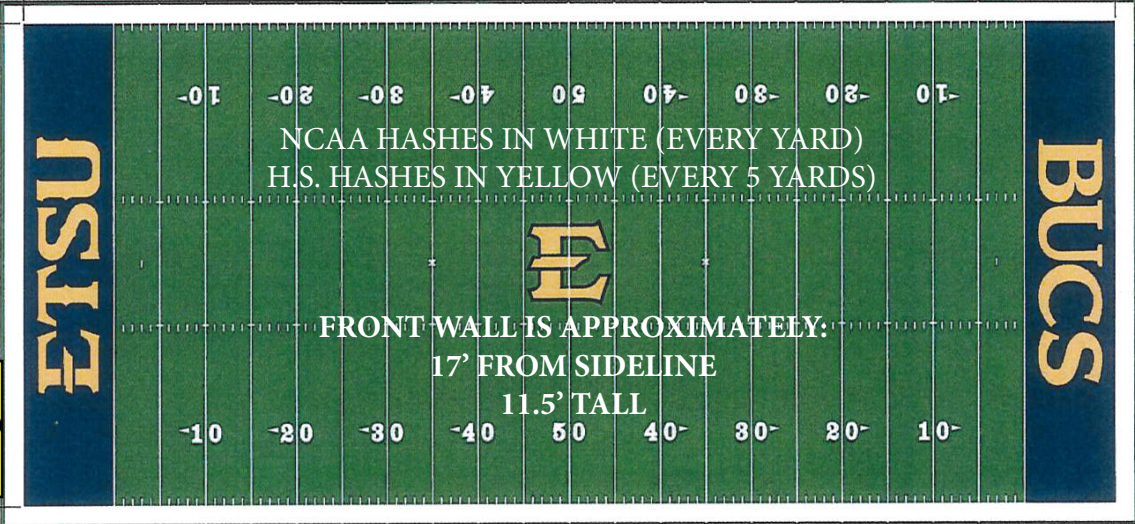 -10 -20 -30 -40 50 40- 30- 20- 10-
NCAA HASHES IN WHITE (EVERY YARD)
H.S. HASHES IN YELLOW (EVERY 5 YARDS)
ETSU
E
BUCS
FRONT WALL IS APPROXIMATELY:
17’ FROM SIDELINE
11.5’ TALL
-10 -20 -30 -40 50 40- 30- 20- 10-